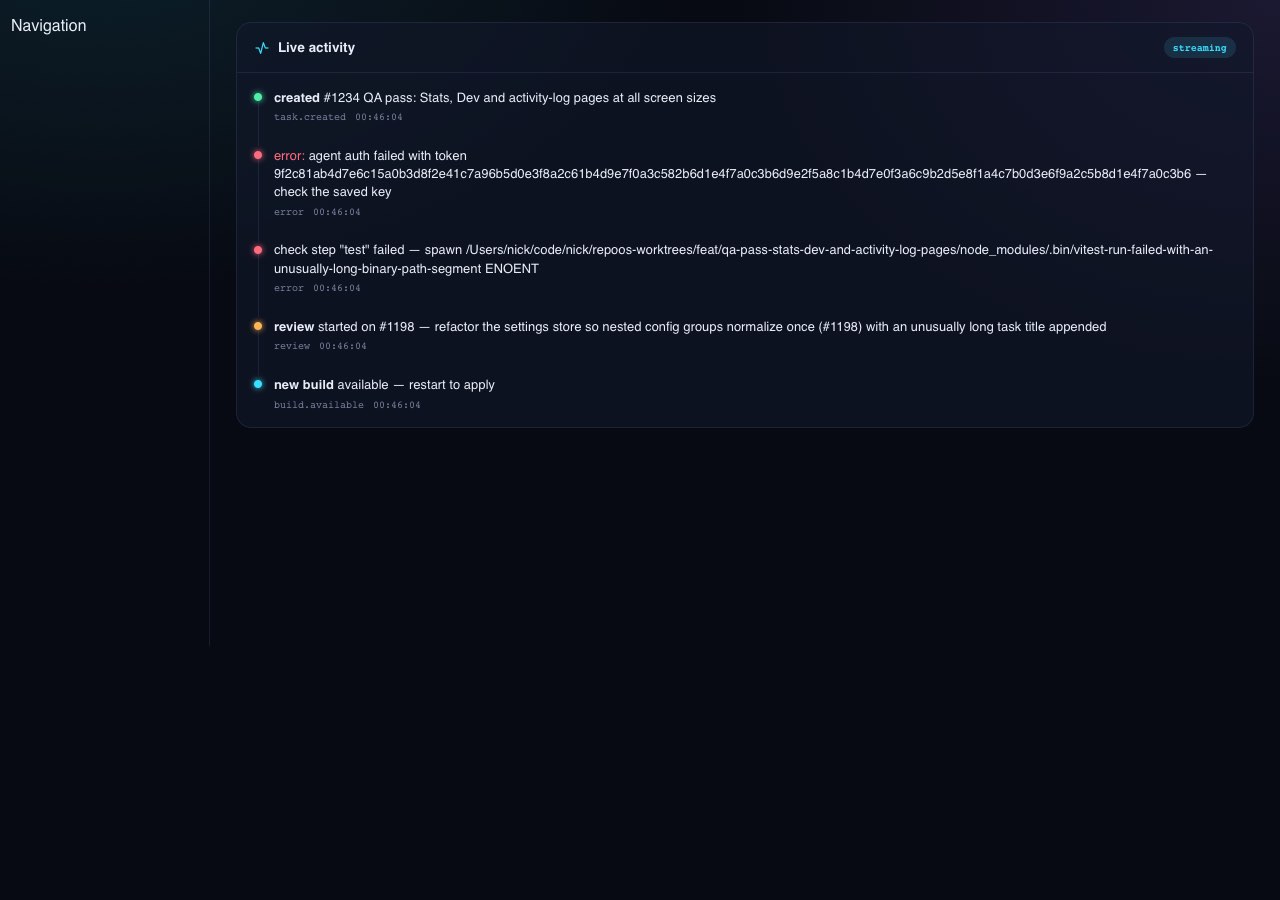 Navigation
Live activity
streaming
created #1234 QA pass: Stats, Dev and activity-log pages at all screen sizes
task.created 00:46:04
error: agent auth failed with token
9f2c81ab4d7e6c15a0b3d8f2e41c7a96b5d0e3f8a2c61b4d9e7f0a3c582b6d1e4f7a0c3b6d9e2f5a8c1b4d7e0f3a6c9b2d5e8f1a4c7b0d3e6f9a2c5b8d1e4f7a0c3b6 —
check the saved key
error 00:46:04
check step "test" failed — spawn /Users/nick/code/nick/repoos-worktrees/feat/qa-pass-stats-dev-and-activity-log-pages/node_modules/.bin/vitest-run-failed-with-an-
unusually-long-binary-path-segment ENOENT
error 00:46:04
review started on #1198 — refactor the settings store so nested config groups normalize once (#1198) with an unusually long task title appended
review 00:46:04
new build available — restart to apply
build.available 00:46:04